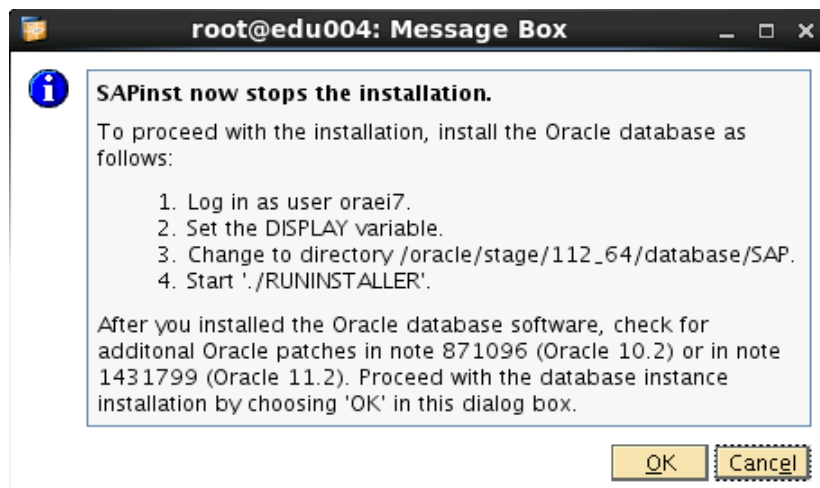 root@edu004: Message Box
SAPinst now stops the installation.
To proceed with the installation, install the Oracle database as
follows:
1. Log in as user oraei7.
2. Set the DISPLAY variable.
3. Change to directory /oracle/stage/112_64/database/SAP.
4. Start './RUNINSTALLER'.
After you installed the Oracle database software, check for
additonal Oracle patches in note 871096 (Oracle 10.2) or in note
1431799 (Oracle 11.2). Proceed with the database instance
installation by choosing 'OK' in this dialog box.
OK Cancel